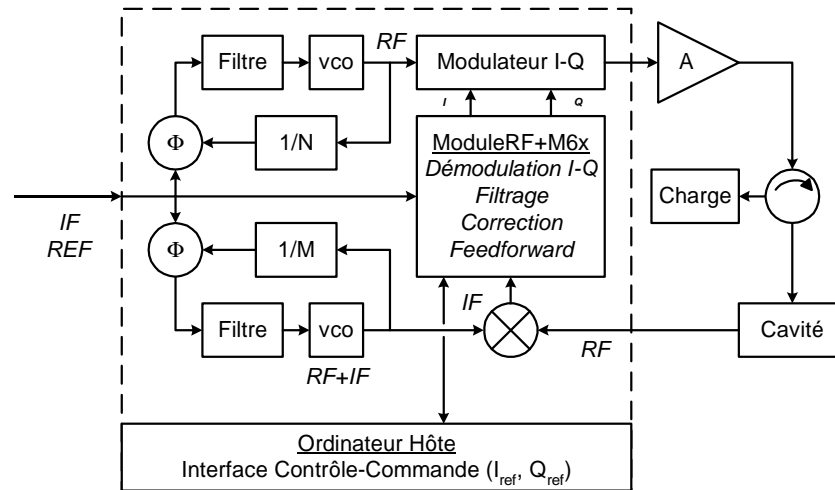 RF
Filtre
vco
Modulateur I-Q
A
I
Q
Φ
1/N
ModuleRF+M6x
Démodulation I-Q
Filtrage
Correction
Feedforward
Charge
IF
REF
Φ
1/M
IF
Filtre
vco
RF
Cavité
RF+IF
Ordinateur Hôte
Interface Contrôle-Commande (Iref, Qref)